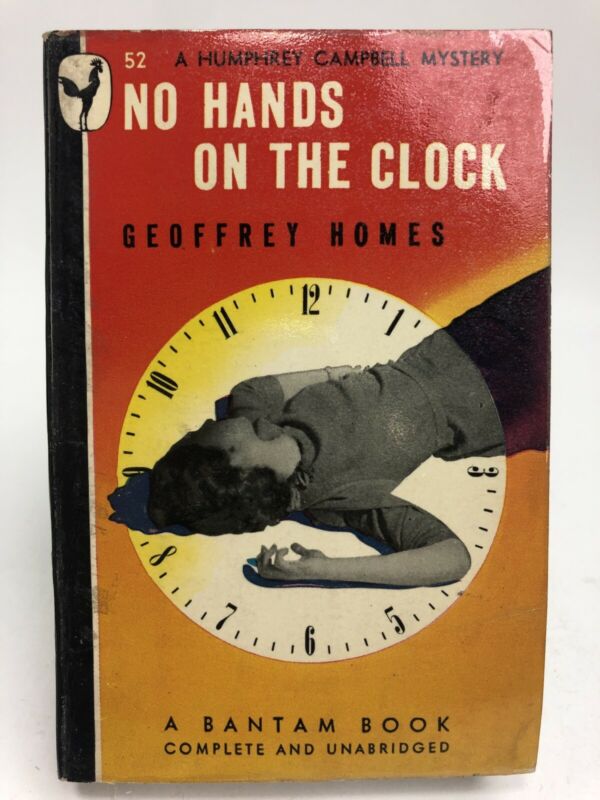 52 A HUMPHREY CAMPBELL MYSTERY
NO HANDS
ON THE CLOCK
GEOFFREY HOMES
12
11
1
10
9
3
8
7
5
6
A BANTAM BOOK
COMPLETE AND UNABRIDGED